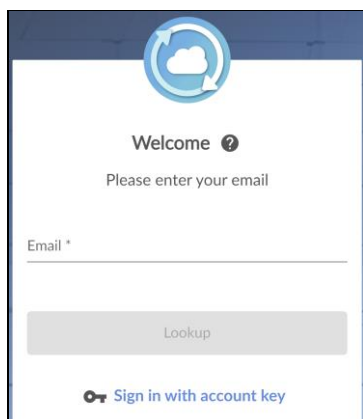 Welcome ?
Please enter your email
Email *
Lookup
Sign in with account key